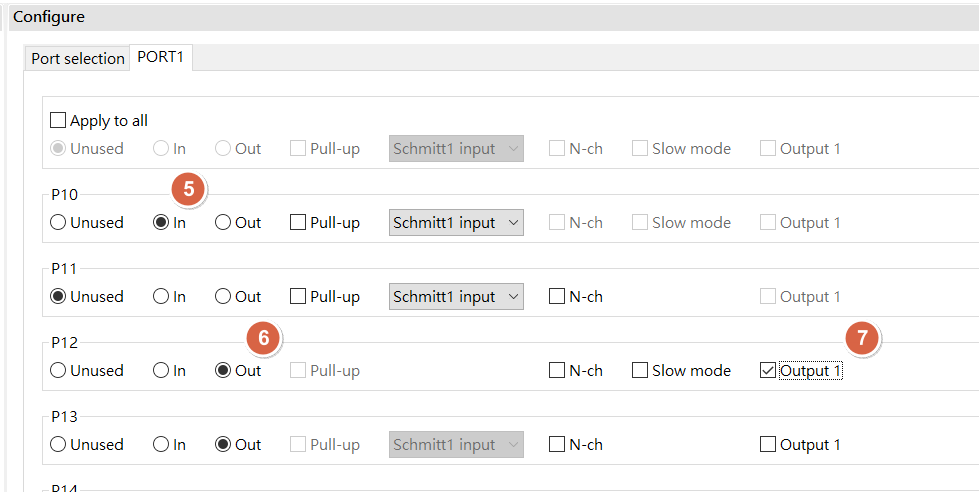 Configure
Port selection PORT1
Apply to all
Unused In Out Pull-up Schmitt1 input N-ch Slow mode Output 1
P10 5
Unused In Out Pull-up Schmitt1 input N-ch Slow mode Output 1
P11
Unused In Out Pull-up Schmitt1 input N-ch Output 1
P12 6 7
Unused In Out Pull-up N-ch Slow mode Output 1
P13
Unused In Out Pull-up Schmitt1 input N-ch Output 1
P14